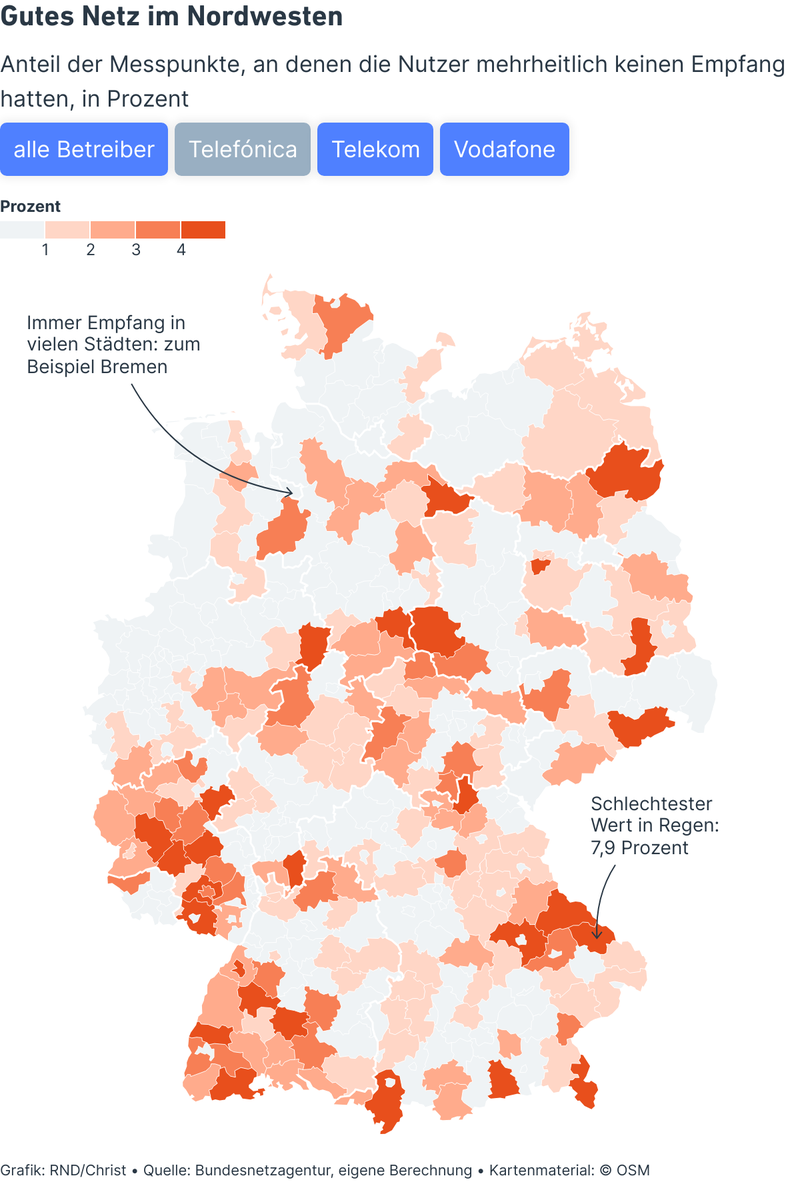 Gutes Netz im Nordwesten
Anteil der Messpunkte, an denen die Nutzer mehrheitlich keinen Empfang
hatten, in Prozent
alle Betreiber Telefónica Telekom Vodafone
Prozent
1 2 3 4
Immer Empfang in
vielen Städten: zum
Beispiel Bremen
Schlechtester
Wert in Regen:
7,9 Prozent
Grafik: RND/Christ • Quelle: Bundesnetzagentur, eigene Berechnung • Kartenmaterial: © OSM